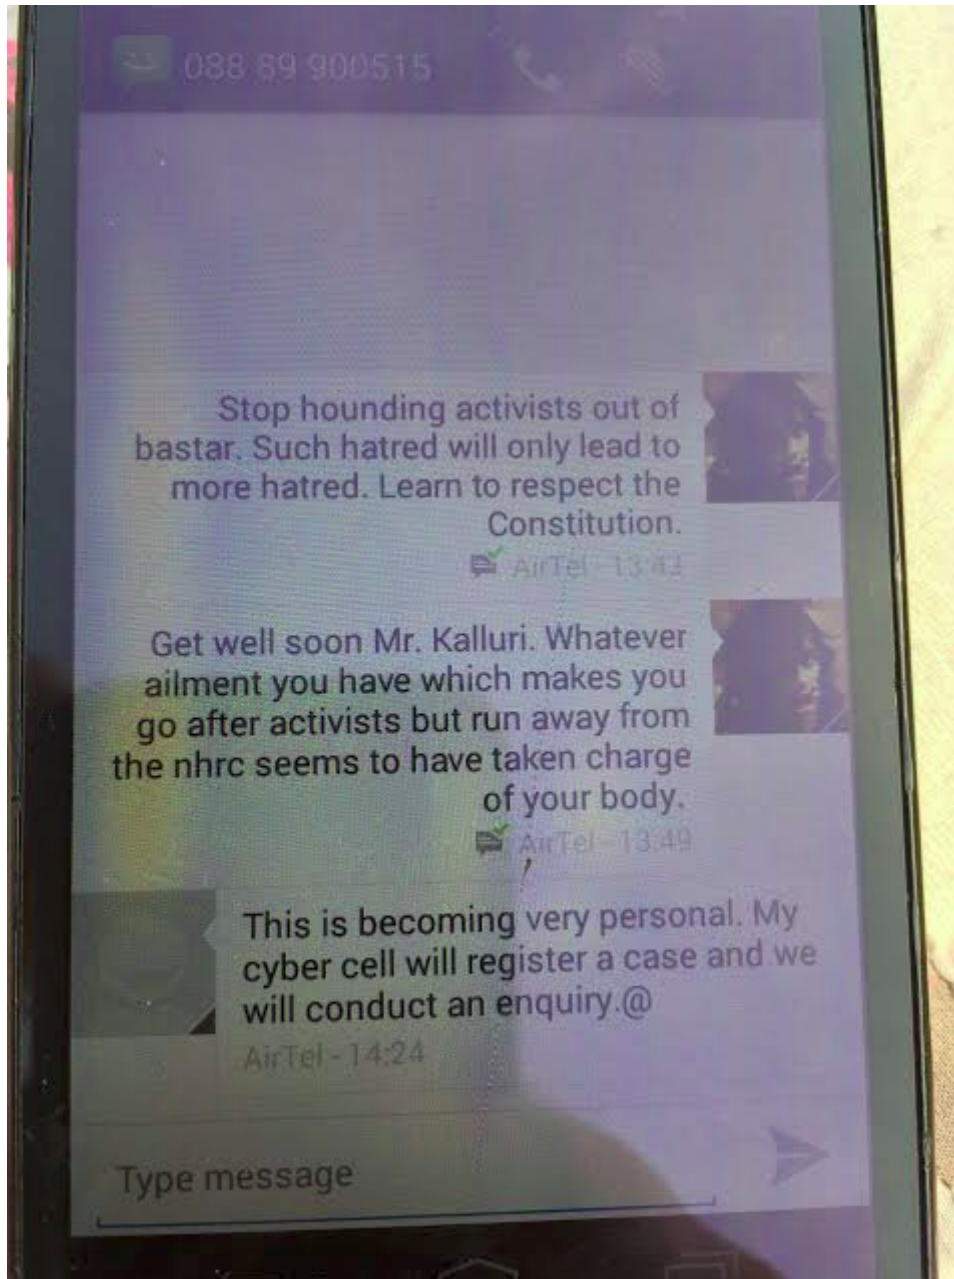 088 89 900515
Stop hounding activists out of
bastar. Such hatred will only lead to
more hatred. Learn to respect the
Constitution.
AirTel - 13:43
Get well soon Mr. Kalluri. Whatever
ailment you have which makes you
go after activists but run away from
the nhrc seems to have taken charge
of your body.
AirTel - 13:49
This is becoming very personal. My
cyber cell will register a case and we
will conduct an enquiry.@
AirTel - 14:24
Type message